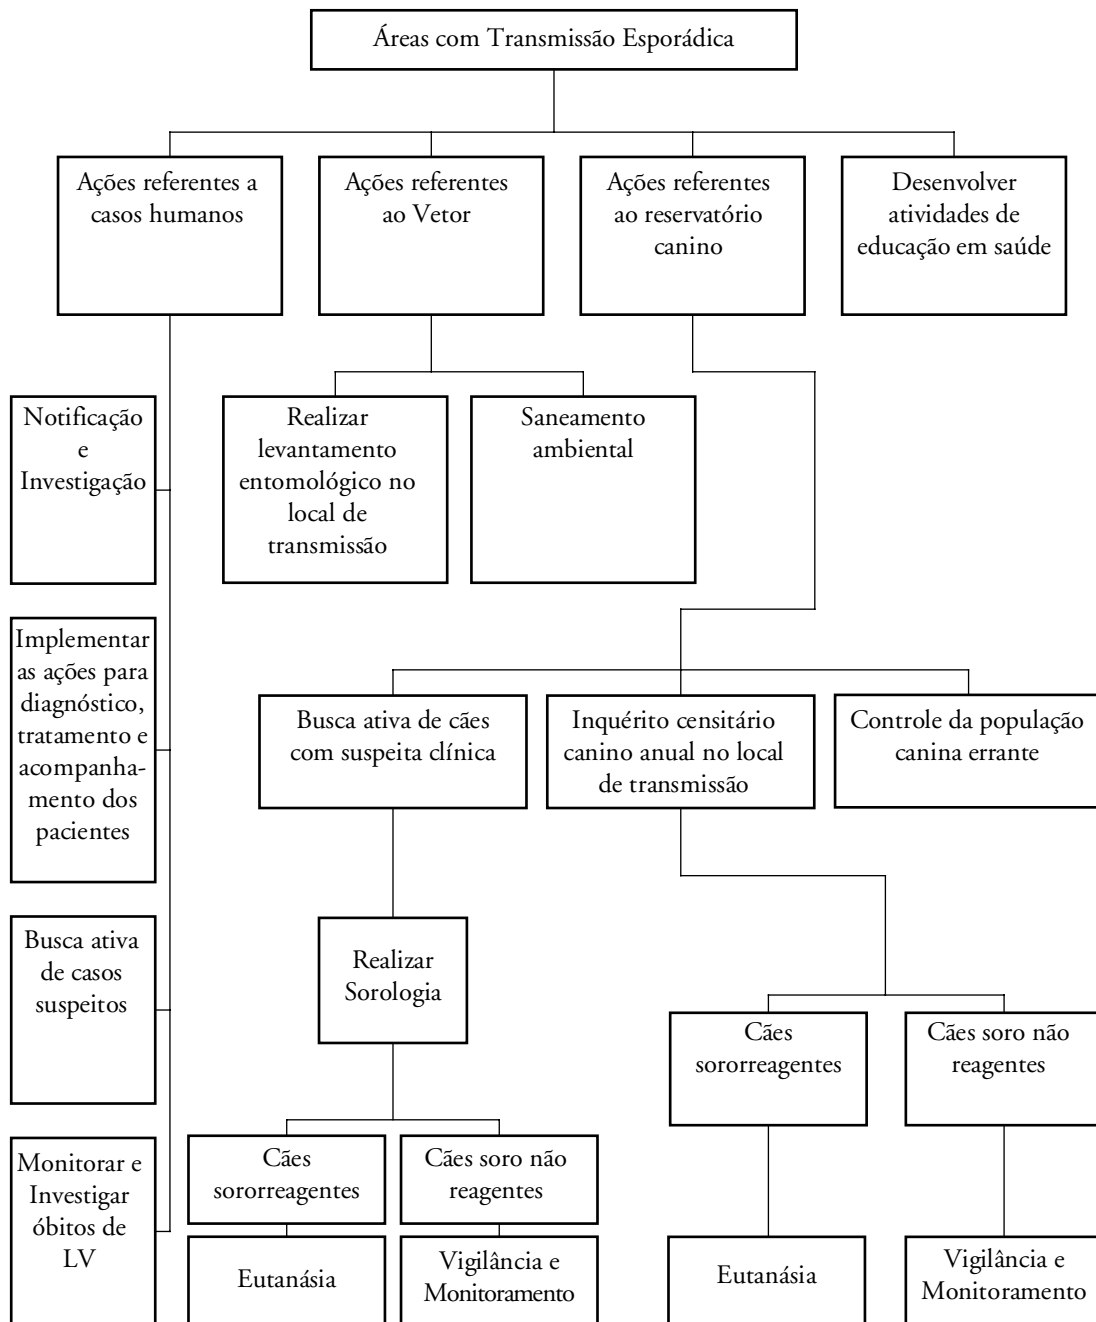 Áreas com Transmissão Esporádica
Ações referentes a
casos humanos
Ações referentes
ao Vetor
Ações referentes
ao reservatório
canino
Desenvolver
atividades de
educação em saúde
Notificação
e
Investigação
Realizar
levantamento
entomológico no
local de
transmissão
Saneamento
ambiental
Implementar
as ações para
diagnóstico,
tratamento e
acompanha-
mento dos
pacientes
Busca ativa de cães
com suspeita clínica
Inquérito censitário
canino anual no local
de transmissão
Controle da população
canina errante
Busca ativa
de casos
suspeitos
Realizar
Sorologia
Cães
sororreagentes
Cães soro não
reagentes
Monitorar e
Investigar
óbitos de
LV
Cães
sororreagentes
Cães soro não
reagentes
Eutanásia
Vigilância e
Monitoramento
Eutanásia
Vigilância e
Monitoramento